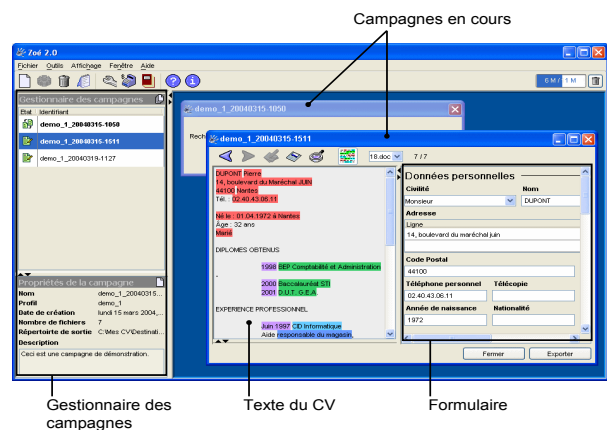 Campagnes en cours
Zoé 2.0
Fichier Outils Affichage Fenêtre Aide
6 M / 1 M
Gestionnaire des campagnes
Etat Identifiant
demo_1_20040315-1050
demo_1_20040315-1511
demo_1_20040319-1127
Propriétés de la campagne
Nom demo_1_20040315...
Profil demo_1
Date de création lundi 15 mars 2004,...
Nombre de fichiers 7
Répertoirte de sortie C:\Mes CV\Destinati...
Description
Ceci est une campagne de démonstration.
demo_1_20040315-1050
Rech
demo_1_20040315-1511
18.doc 7 / 7
DUPONT Pierre
14, boulevard du Maréchal JUIN
44100 Nantes
Tél. : 02.40.43.06.11
Né le : 01.04.1972 à Nantes
Âge : 32 ans
Marié
DIPLOMES OBTENUS
1998 BEP Comptabilité et Administration
2000 Baccalauréat STI
2001 D.U.T. G.E.A.
EXPERIENCE PROFESSIONNEL
Juin 1997 CID Informatique
Aide responsable du magasin,
Données personnelles
Civilité Nom
Monsieur DUPONT
Adresse
Ligne
14, boulevard du maréchal juin
Code Postal
44100
Téléphone personnel Télécopie
02.40.43.06.11
Année de naissance Nationalité
1972
Fermer Exporter
Gestionnaire des
campagnes
Texte du CV
Formulaire